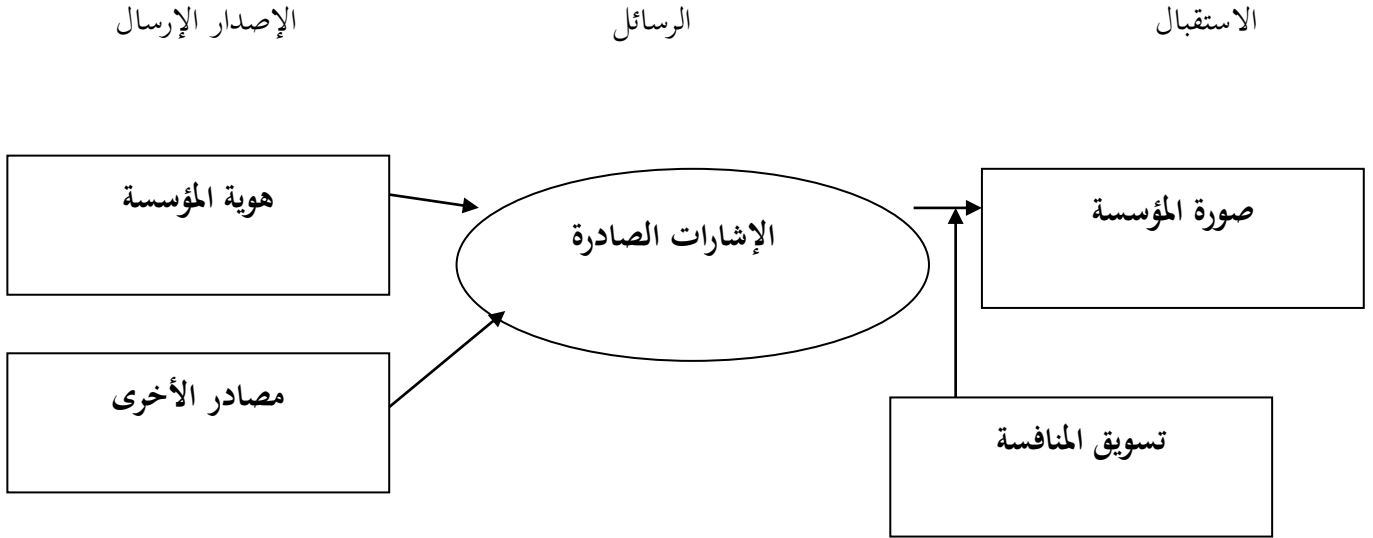 الإصدار الإرسال
الرسائل
الاستقبال
هوية المؤسسة
الإشارات الصادرة
صورة المؤسسة
مصادر الأخرى
تسويق المنافسة